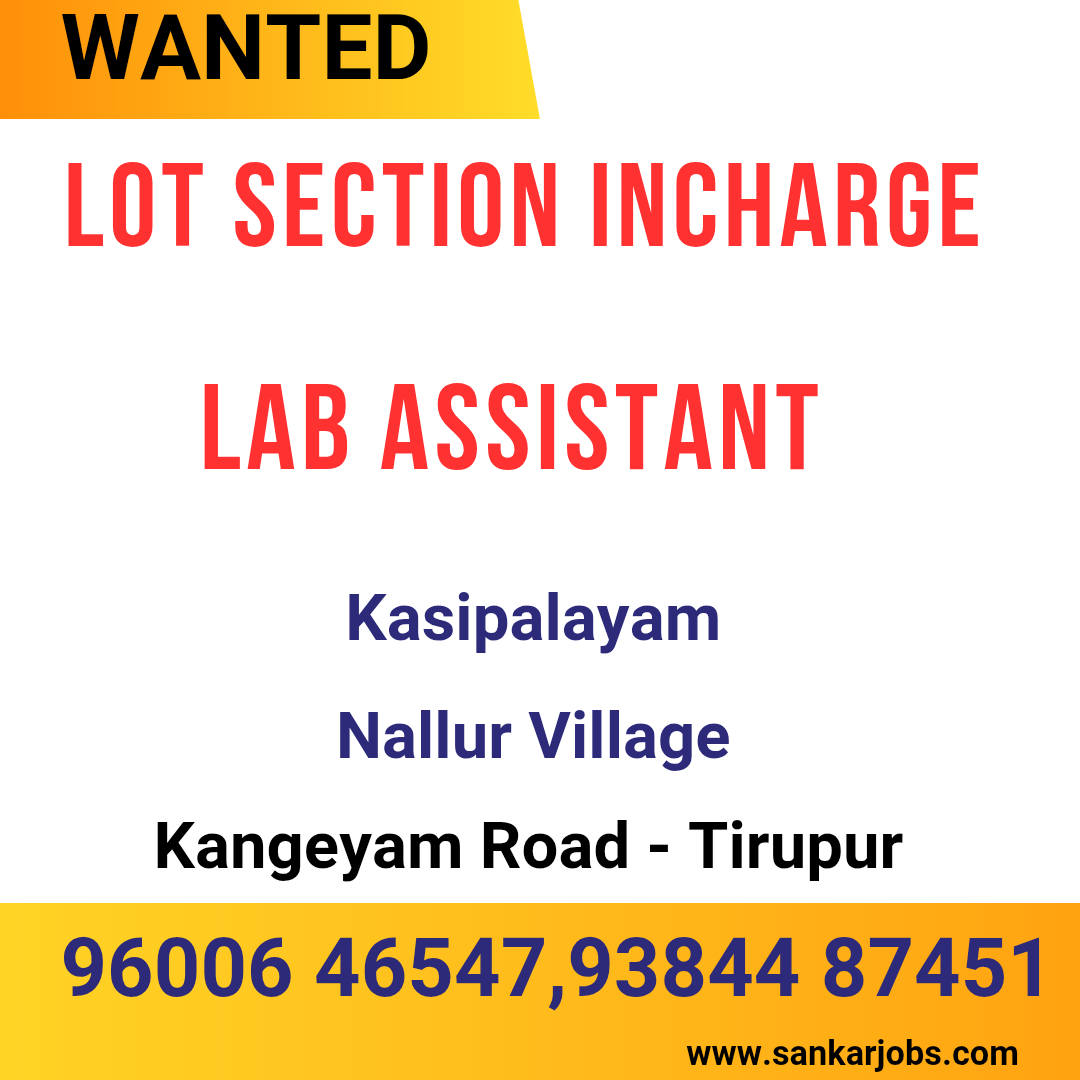 WANTED
LOT SECTION INCHARGE
LAB ASSISTANT
Kasipalayam
Nallur Village
Kangeyam Road - Tirupur
96006 46547,93844 87451
www.sankarjobs.com